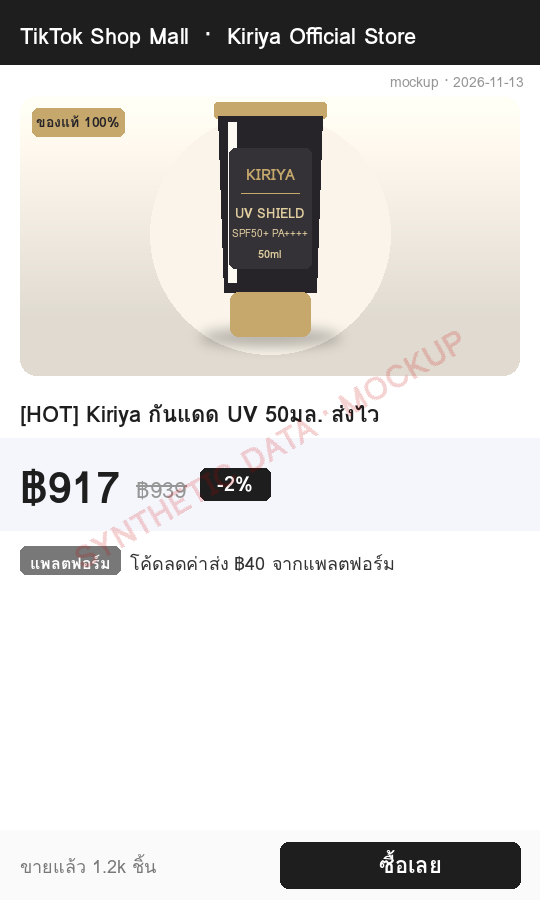 TikTok Shop Mall · Kiriya Official Store
mockup · 2026-11-13
ของแท้ 100%
KIRIYA
UV SHIELD
SPF50+ PA++++
50ml
[HOT] Kiriya กันแดด UV 50มล. ส่งไว
฿917 ฿939 -2%
แพลตฟอร์ม โค้ดลดค่าส่ง ฿40 จากแพลตฟอร์ม
SYNTHETIC DATA · MOCKUP
ขายแล้ว 1.2k ชิ้น
ซื้อเลย